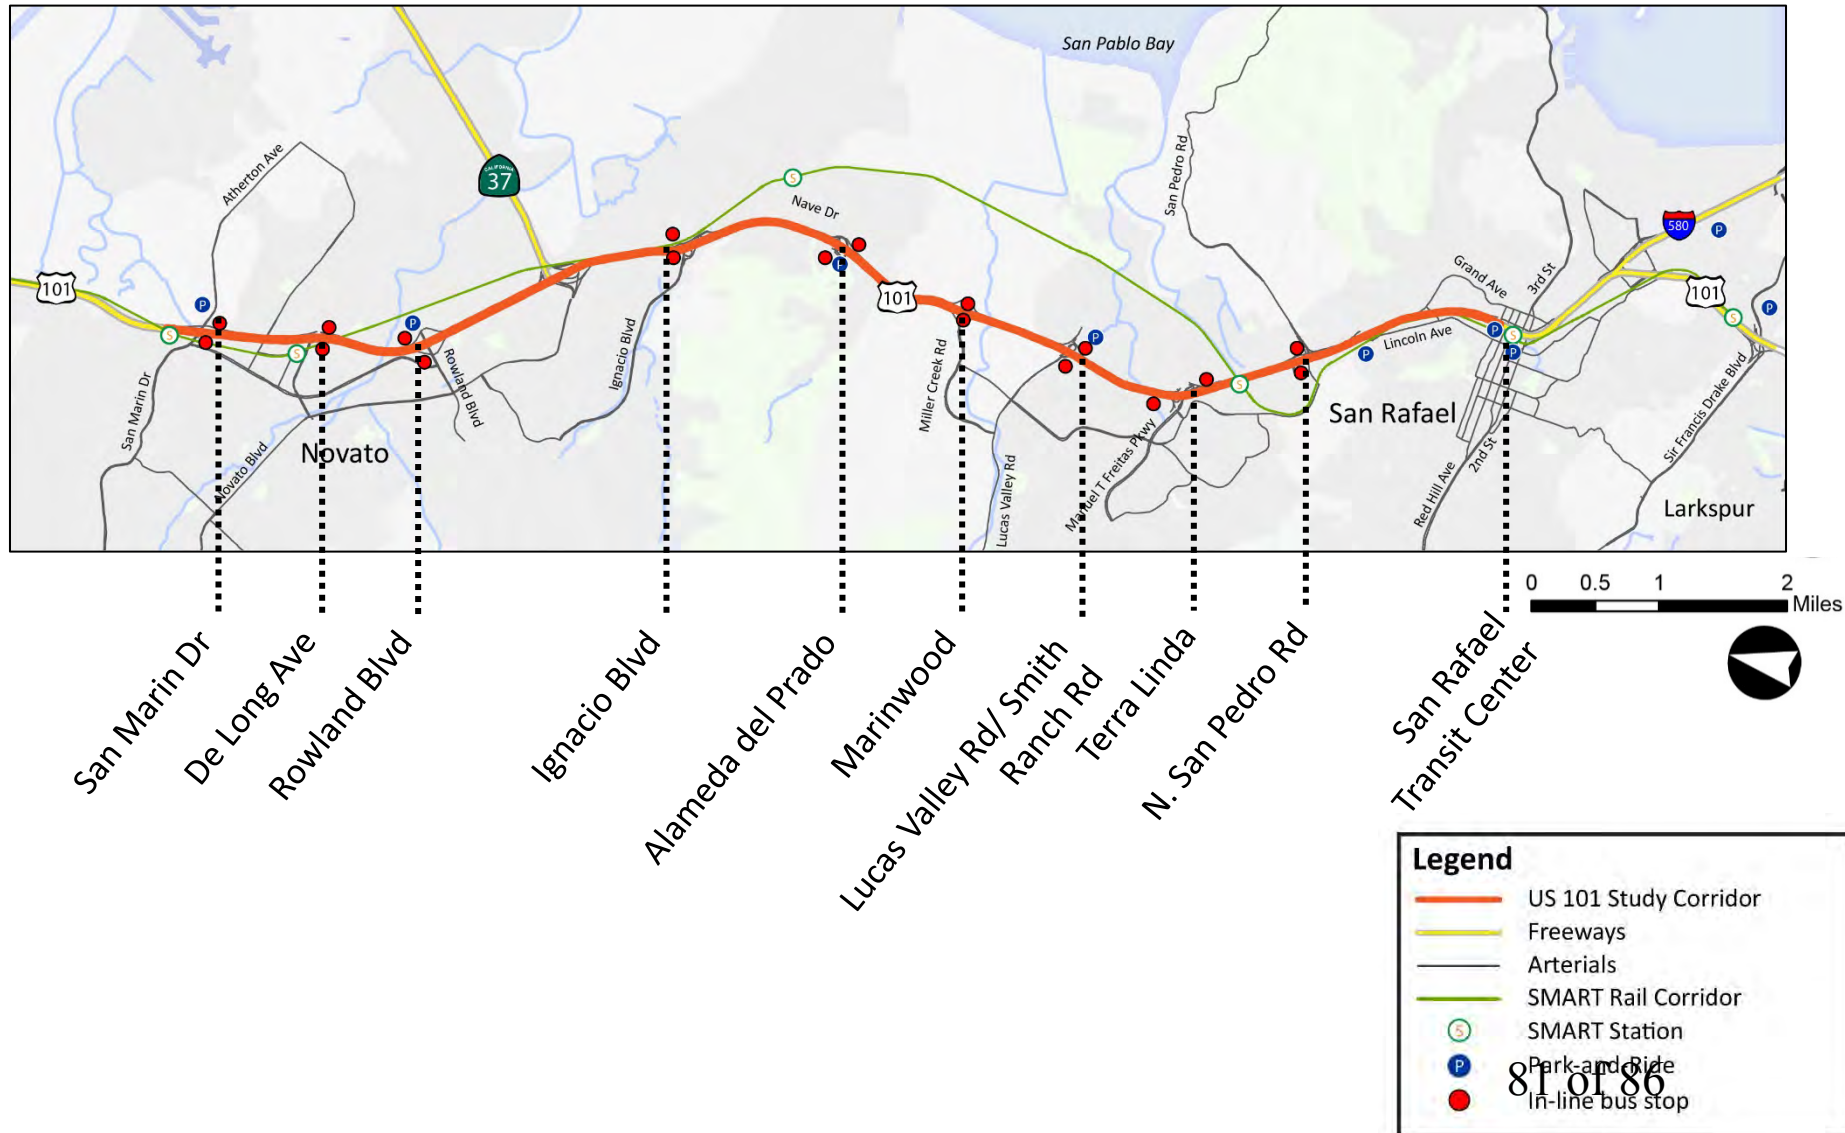 San Pablo Bay
Atherton Ave
CALIFORNIA
37
San Pedro Rd
Nave Dr
580
P
S
101
101
101
Grand Ave
3rd St
P
P
P
P
P
P
P
P
P
S
S
S
S
S
Lincoln Ave
Ignacio Blvd
Rowland Blvd
Miller Creek Rd
San Marin Dr
San Rafael
Sir Francis Drake Blvd
Novato
Novato Blvd
Manuel T Freitas Pkwy
Lucas Valley Rd
2nd St
Red Hill Ave
Larkspur
0 0.5 1 2
Miles
San Marin Dr
De Long Ave
Rowland Blvd
Ignacio Blvd
Alameda del Prado
Marinwood
Lucas Valley Rd/ Smith
Ranch Rd
Terra Linda
N. San Pedro Rd
San Rafael
Transit Center
Legend
US 101 Study Corridor
Freeways
Arterials
SMART Rail Corridor
S SMART Station
P Park-and-Ride
81 of 86
In-line bus stop